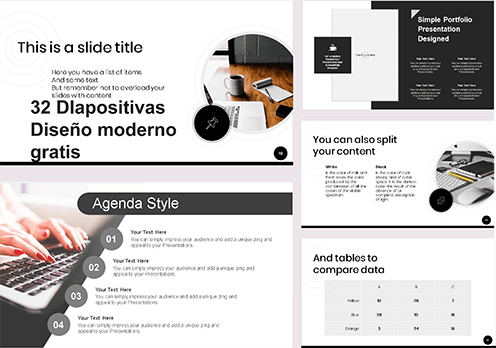 This is a slide title
Here you have a list of items
And some text
But remember not to overload your
slides with content
32 DIapositivas
Diseño moderno
gratis
Simple Portfolio
Presentation
Designed
Your Text Here
Your Text Here
Your Text Here
Your Text Here
You can also split
your content
White
Is the color of milk and
fresh snow, the color
produced by the
combination of all the
colors of the visible
spectrum.
Black
Is the color of coal,
ebony, and of outer
space. It is the darkest
color, the result of the
absence of or
complete absorption
of light.
Agenda Style
01
Your Text Here
You can simply impress your audience and add a unique zing and
appeal to your Presentations.
02
Your Text Here
You can simply impress your audience and add a unique zing and
appeal to your Presentations.
03
Your Text Here
You can simply impress your audience and add a unique zing and
appeal to your Presentations.
04
Your Text Here
You can simply impress your audience and add a unique zing and
appeal to your Presentations.
And tables to
compare data
A B C
Yellow 10 20 7
Blue 30 15 10
Orange 5 24 16